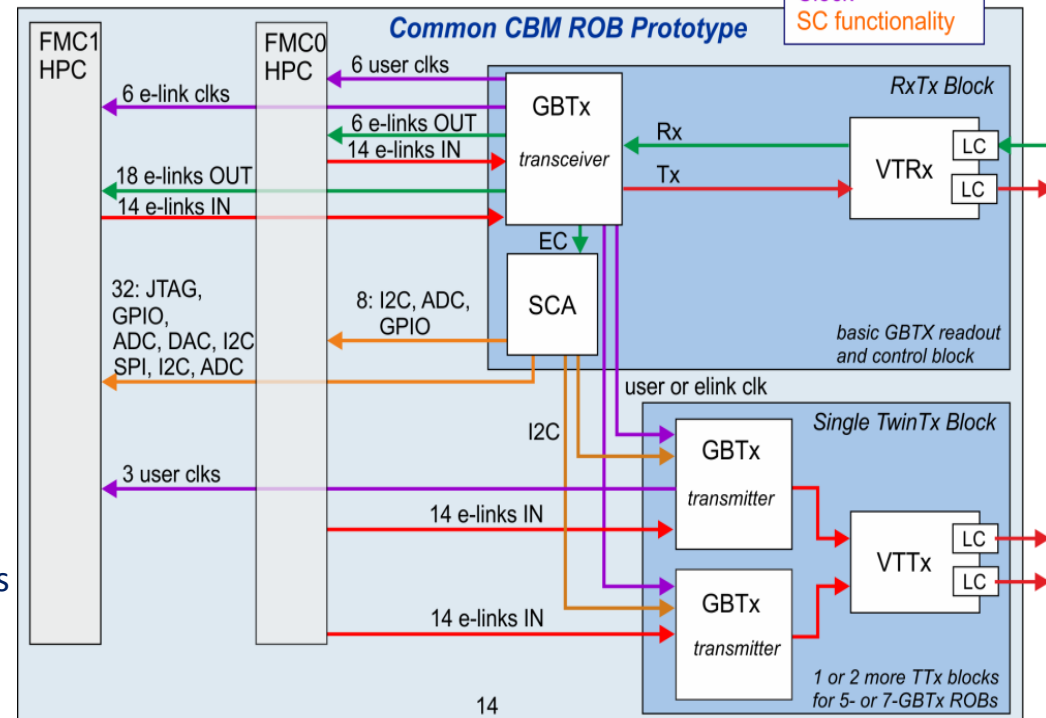 Clock
SC functionality
Common CBM ROB Prototype
FMC1
HPC
FMC0
HPC
6 user clks
6 e-link clks
6 e-links OUT
14 e-links IN
18 e-links OUT
14 e-links IN
GBTx
transceiver
RxTx Block
Rx
Tx
VTRx
LC
LC
EC
SCA
32: JTAG,
GPIO,
ADC, DAC, I2C
SPI, I2C, ADC
8: I2C, ADC,
GPIO
basic GBTX readout
and control block
user or elink clk
I2C
Single TwinTx Block
GBTx
transmitter
3 user clks
14 e-links IN
VTTx
LC
LC
GBTx
transmitter
14 e-links IN
s
1 or 2 more TTx blocks
for 5- or 7-GBTx ROBs
14